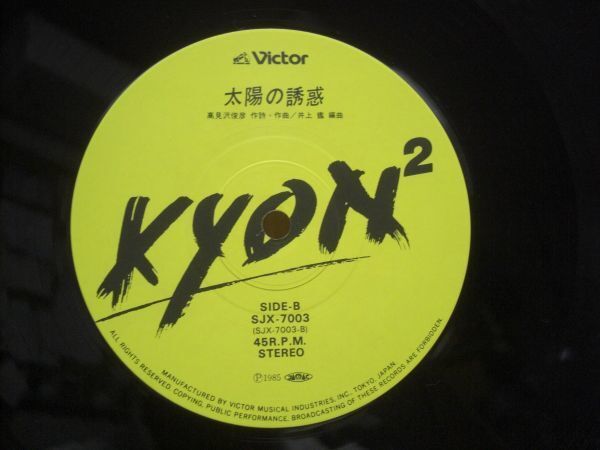 Victor
太陽の誘惑
高見沢俊彦 作詩・作曲/井上 鑑 編曲
KYON²
SIDE-B
SJX-7003
(SJX-7003-B)
45R.P.M.
STEREO
Ⓟ1985
MANUFACTURED BY VICTOR MUSICAL INDUSTRIES, INC. TOKYO, JAPAN.
ALL RIGHTS RESERVED. COPYING, PUBLIC PERFORMANCE, BROADCASTING OF THESE RECORDS ARE FORBIDDEN.